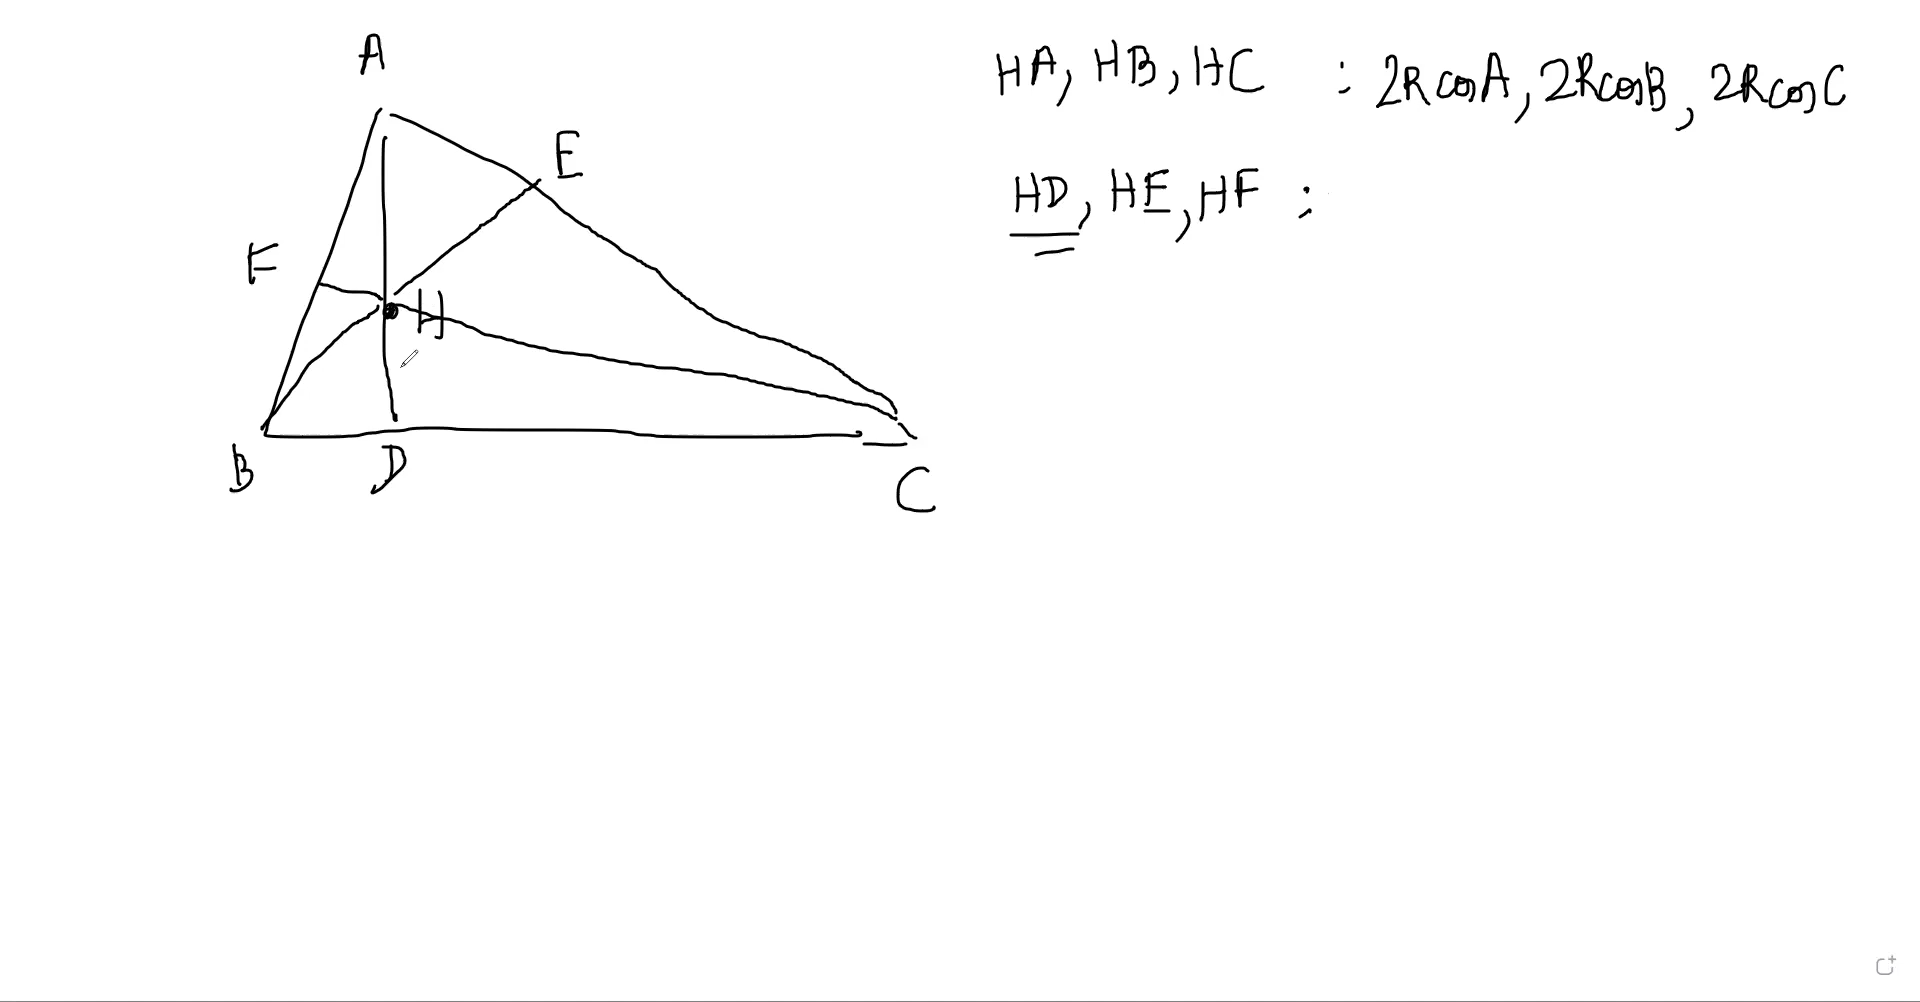 A
HA, HB, HC : 2RcosA, 2RcosB, 2RcosC
E
HD, HE, HF :
F
H
B
D
C